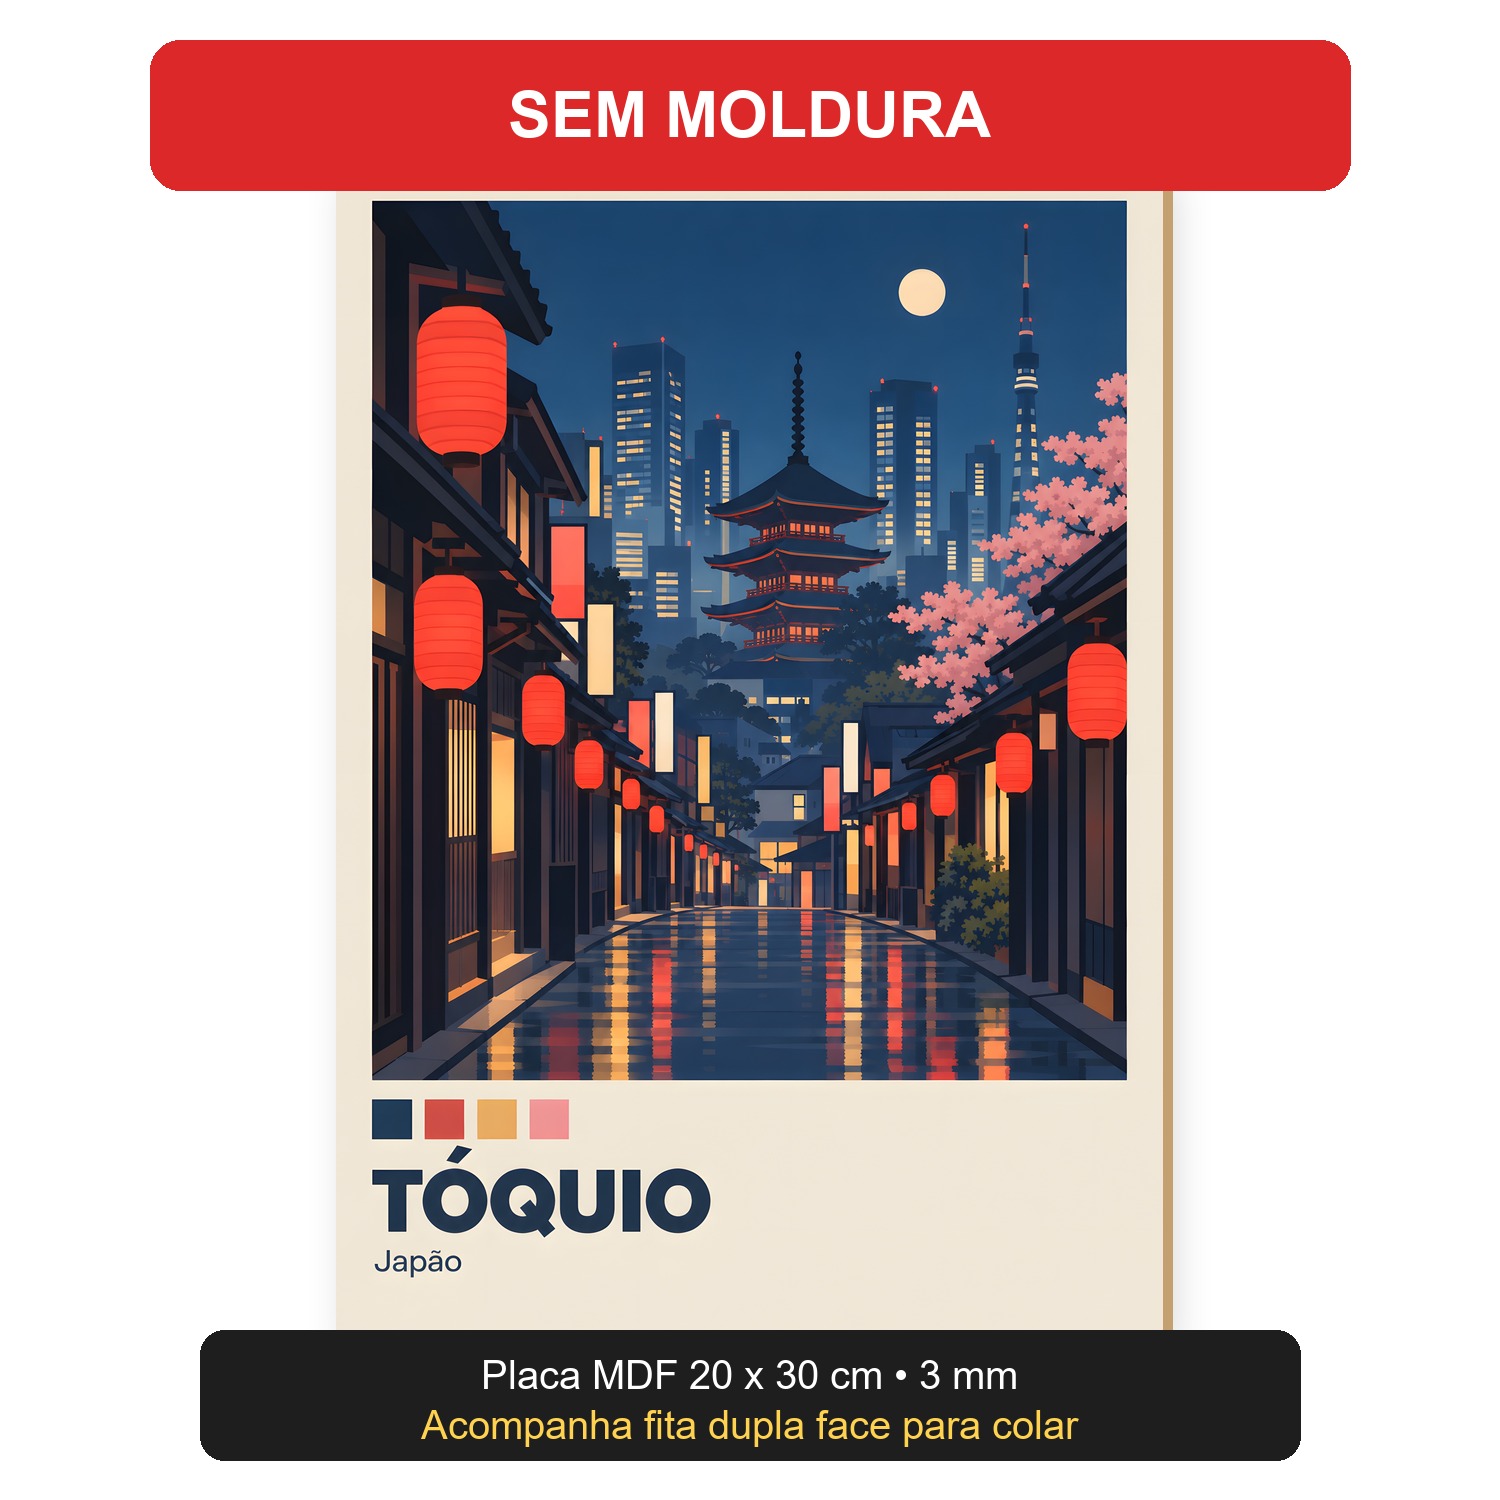 SEM MOLDURA
TÓQUIO
Japão
Placa MDF 20 x 30 cm • 3 mm
Acompanha fita dupla face para colar